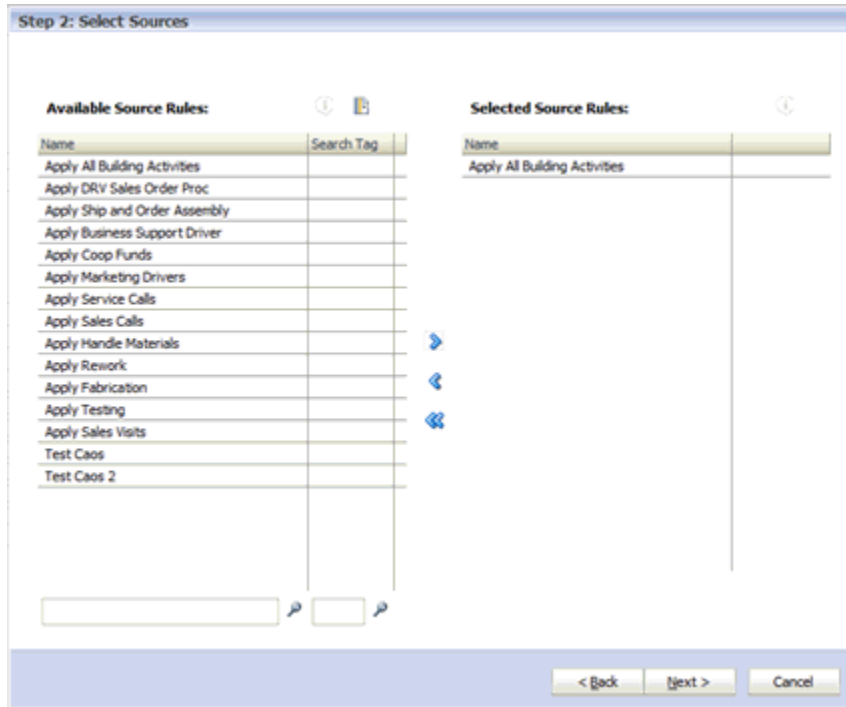 Step 2: Select Sources
Available Source Rules:
Name Search Tag
Apply All Building Activities
Apply DRV Sales Order Proc
Apply Ship and Order Assembly
Apply Business Support Driver
Apply Coop Funds
Apply Marketing Drivers
Apply Service Calls
Apply Sales Calls
Apply Handle Materials
Apply Rework
Apply Fabrication
Apply Testing
Apply Sales Visits
Test Caos
Test Caos 2
Selected Source Rules:
Name
Apply All Building Activities
< Back Next > Cancel